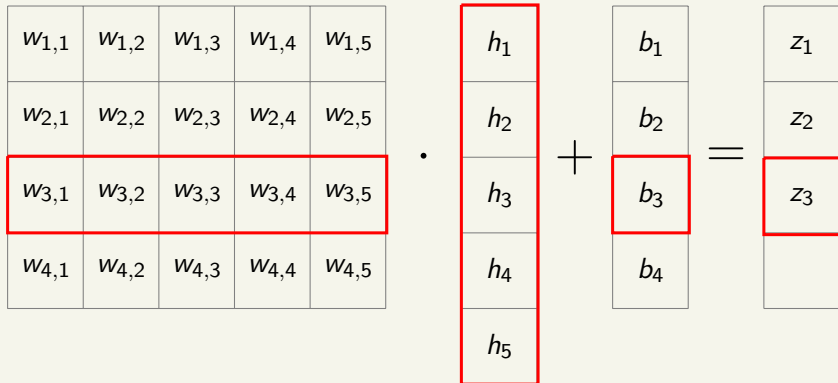 w1,1 w1,2 w1,3 w1,4 w1,5 h1 b1 z1
w2,1 w2,2 w2,3 w2,4 w2,5 h2 b2 z2
w3,1 w3,2 w3,3 w3,4 w3,5 · h3 + b3 = z3
w4,1 w4,2 w4,3 w4,4 w4,5 h4 b4
h5